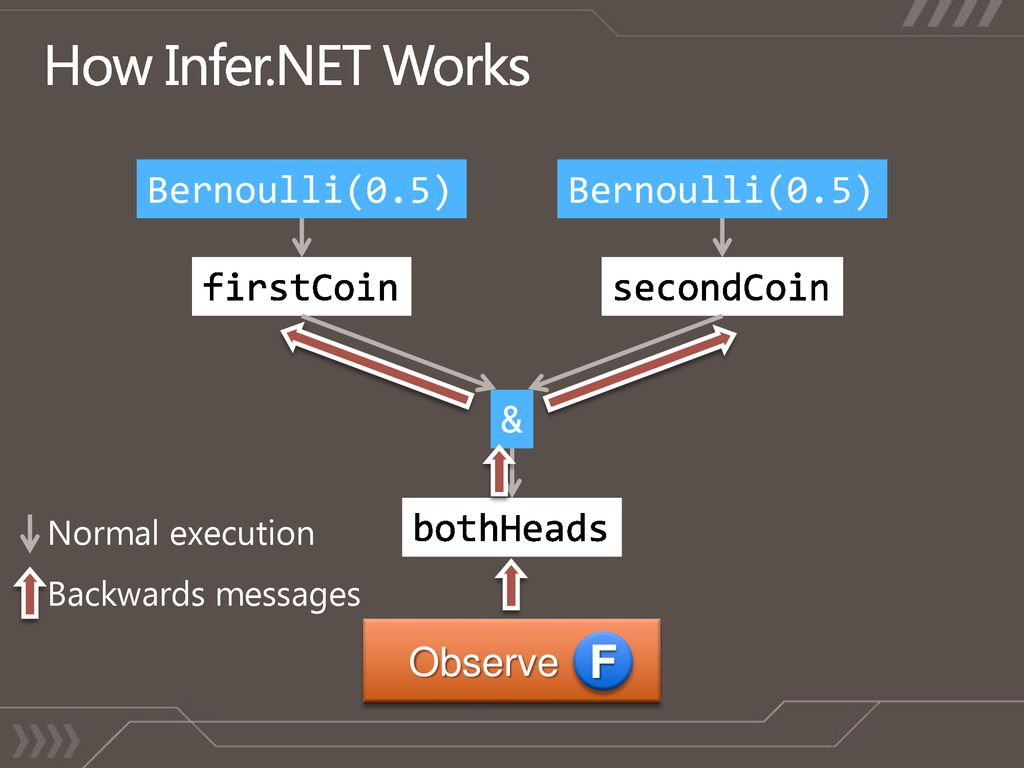 How Infer.NET Works
Bernoulli(0.5)
Bernoulli(0.5)
firstCoin
secondCoin
&
bothHeads
Normal execution
Backwards messages
Observe F